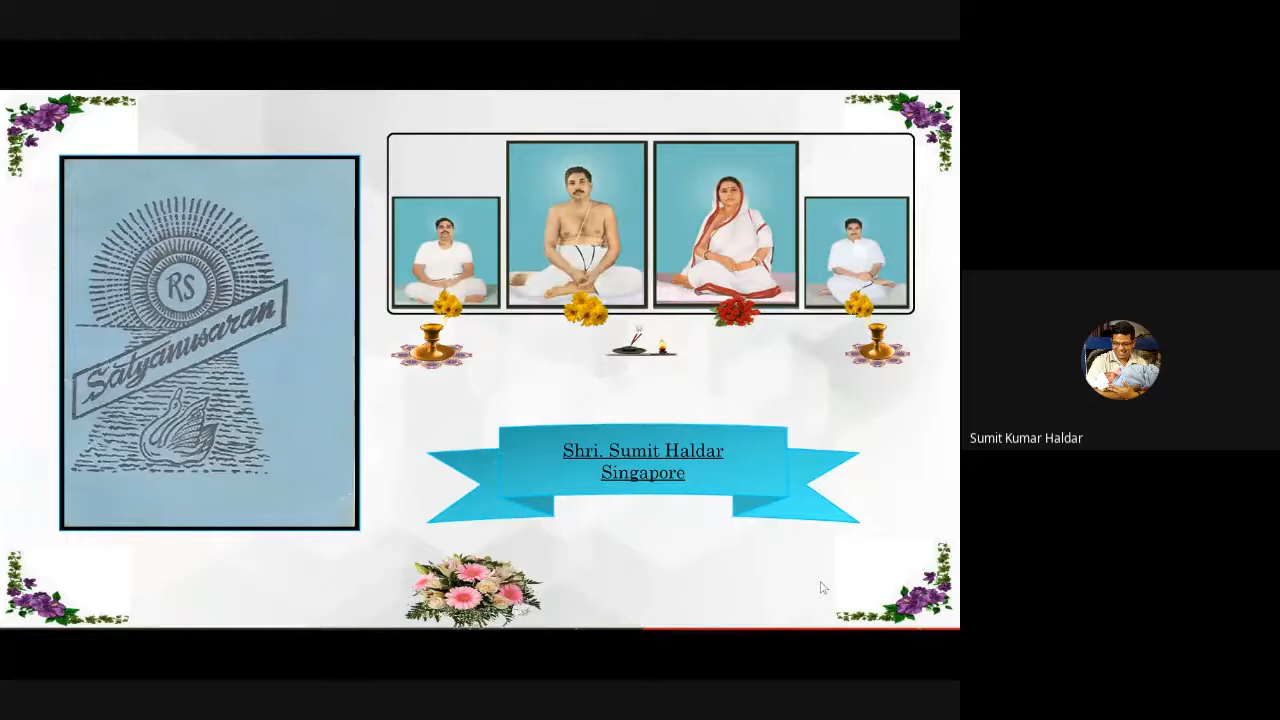 RS
Satyanusaran
Shri. Sumit Haldar
Singapore
Sumit Kumar Haldar